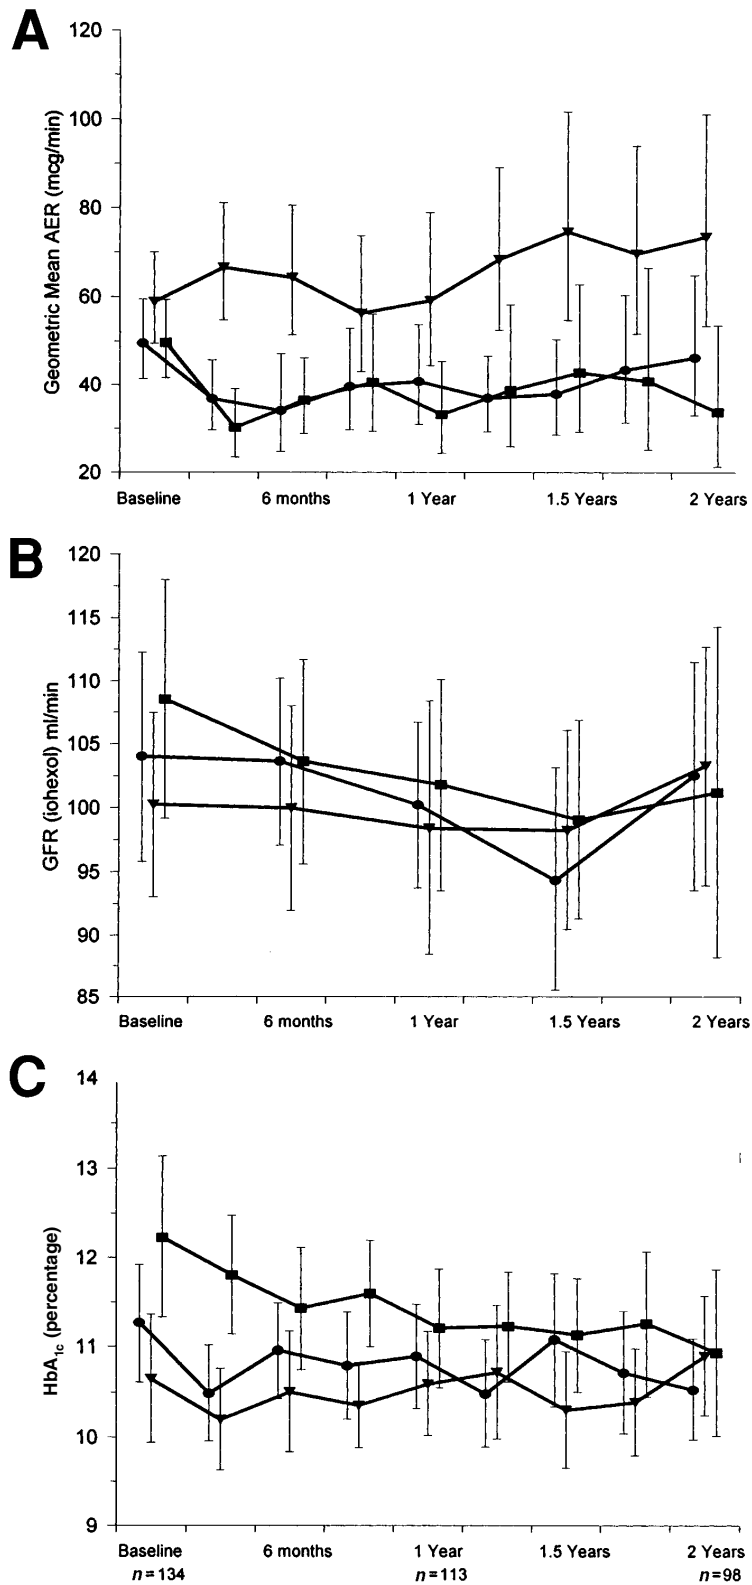 A
Geometric Mean AER (mcg/min)
120
100
80
60
40
20
Baseline 6 months 1 Year 1.5 Years 2 Years
B
GFR (iohexol) ml/min
120
115
110
105
100
95
90
85
Baseline 6 months 1 Year 1.5 Years 2 Years
C
HbA1c (percentage)
14
13
12
11
10
9
Baseline 6 months 1 Year 1.5 Years 2 Years
n=134 n=113 n=98